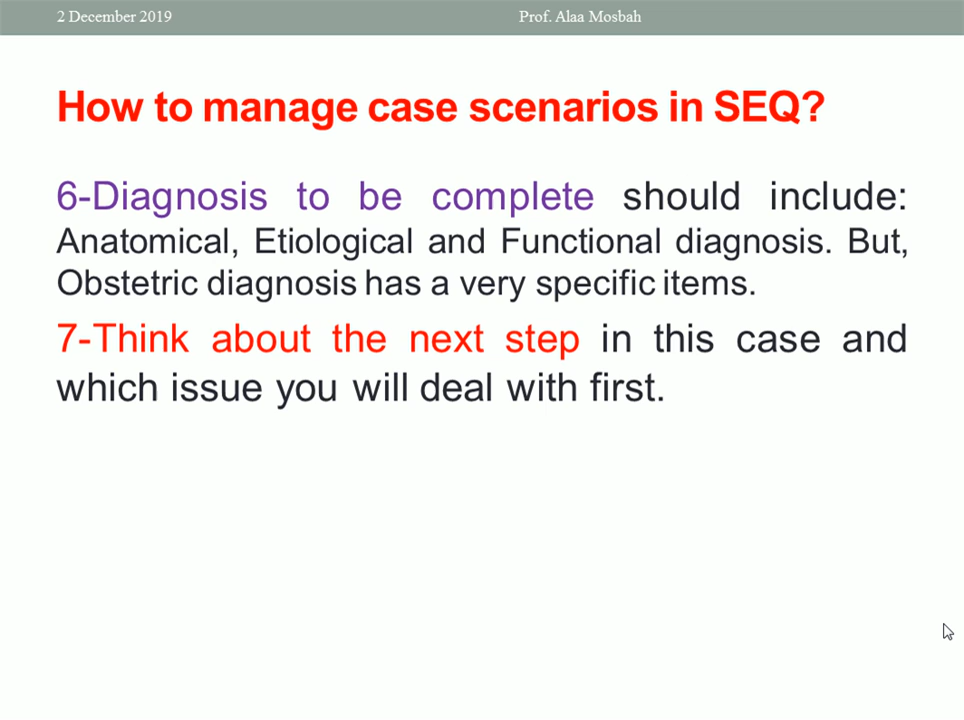 2 December 2019 Prof. Alaa Mosbah
How to manage case scenarios in SEQ?
6-Diagnosis to be complete should include:
Anatomical, Etiological and Functional diagnosis. But,
Obstetric diagnosis has a very specific items.
7-Think about the next step in this case and
which issue you will deal with first.